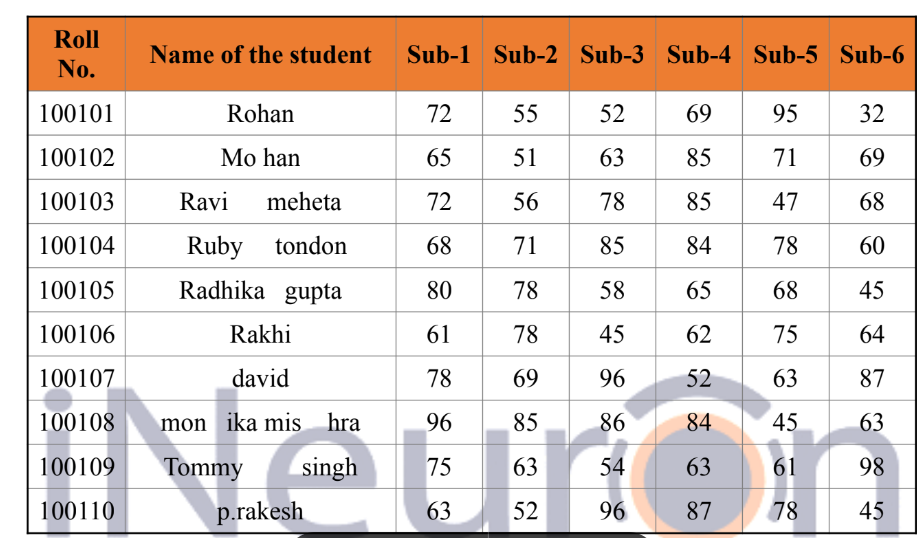 Roll No. Name of the student Sub-1 Sub-2 Sub-3 Sub-4 Sub-5 Sub-6
100101 Rohan 72 55 52 69 95 32
100102 Mo han 65 51 63 85 71 69
100103 Ravi meheta 72 56 78 85 47 68
100104 Ruby tondon 68 71 85 84 78 60
100105 Radhika gupta 80 78 58 65 68 45
100106 Rakhi 61 78 45 62 75 64
100107 david 78 69 96 52 63 87
100108 mon ika mis hra 96 85 86 84 45 63
100109 Tommy singh 75 63 54 63 61 98
100110 p.rakesh 63 52 96 87 78 45
iNeuron